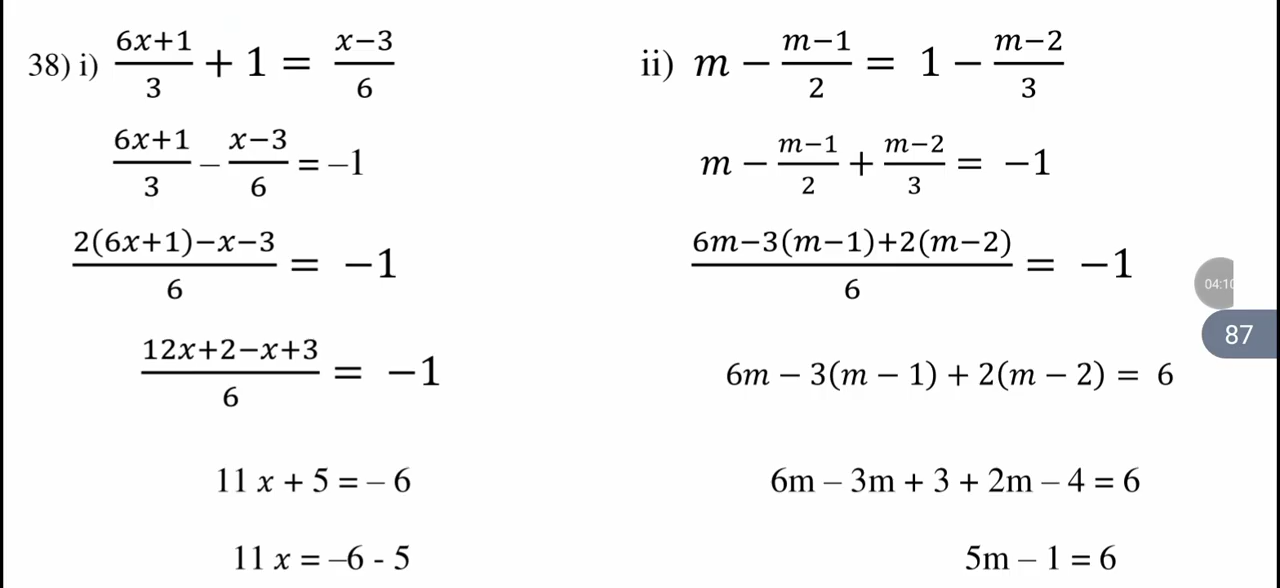 38) i) (6x+1)/3 + 1 = (x−3)/6
(6x+1)/3 – (x−3)/6 = –1
(2(6x+1)−x−3)/6 = −1
(12x+2−x+3)/6 = −1
11 x + 5 = – 6
11 x = –6 - 5
ii) m − (m−1)/2 = 1 − (m−2)/3
m − (m−1)/2 + (m−2)/3 = −1
(6m−3(m−1)+2(m−2))/6 = −1
6m − 3(m − 1) + 2(m − 2) = 6
6m – 3m + 3 + 2m – 4 = 6
5m – 1 = 6
04:10
87